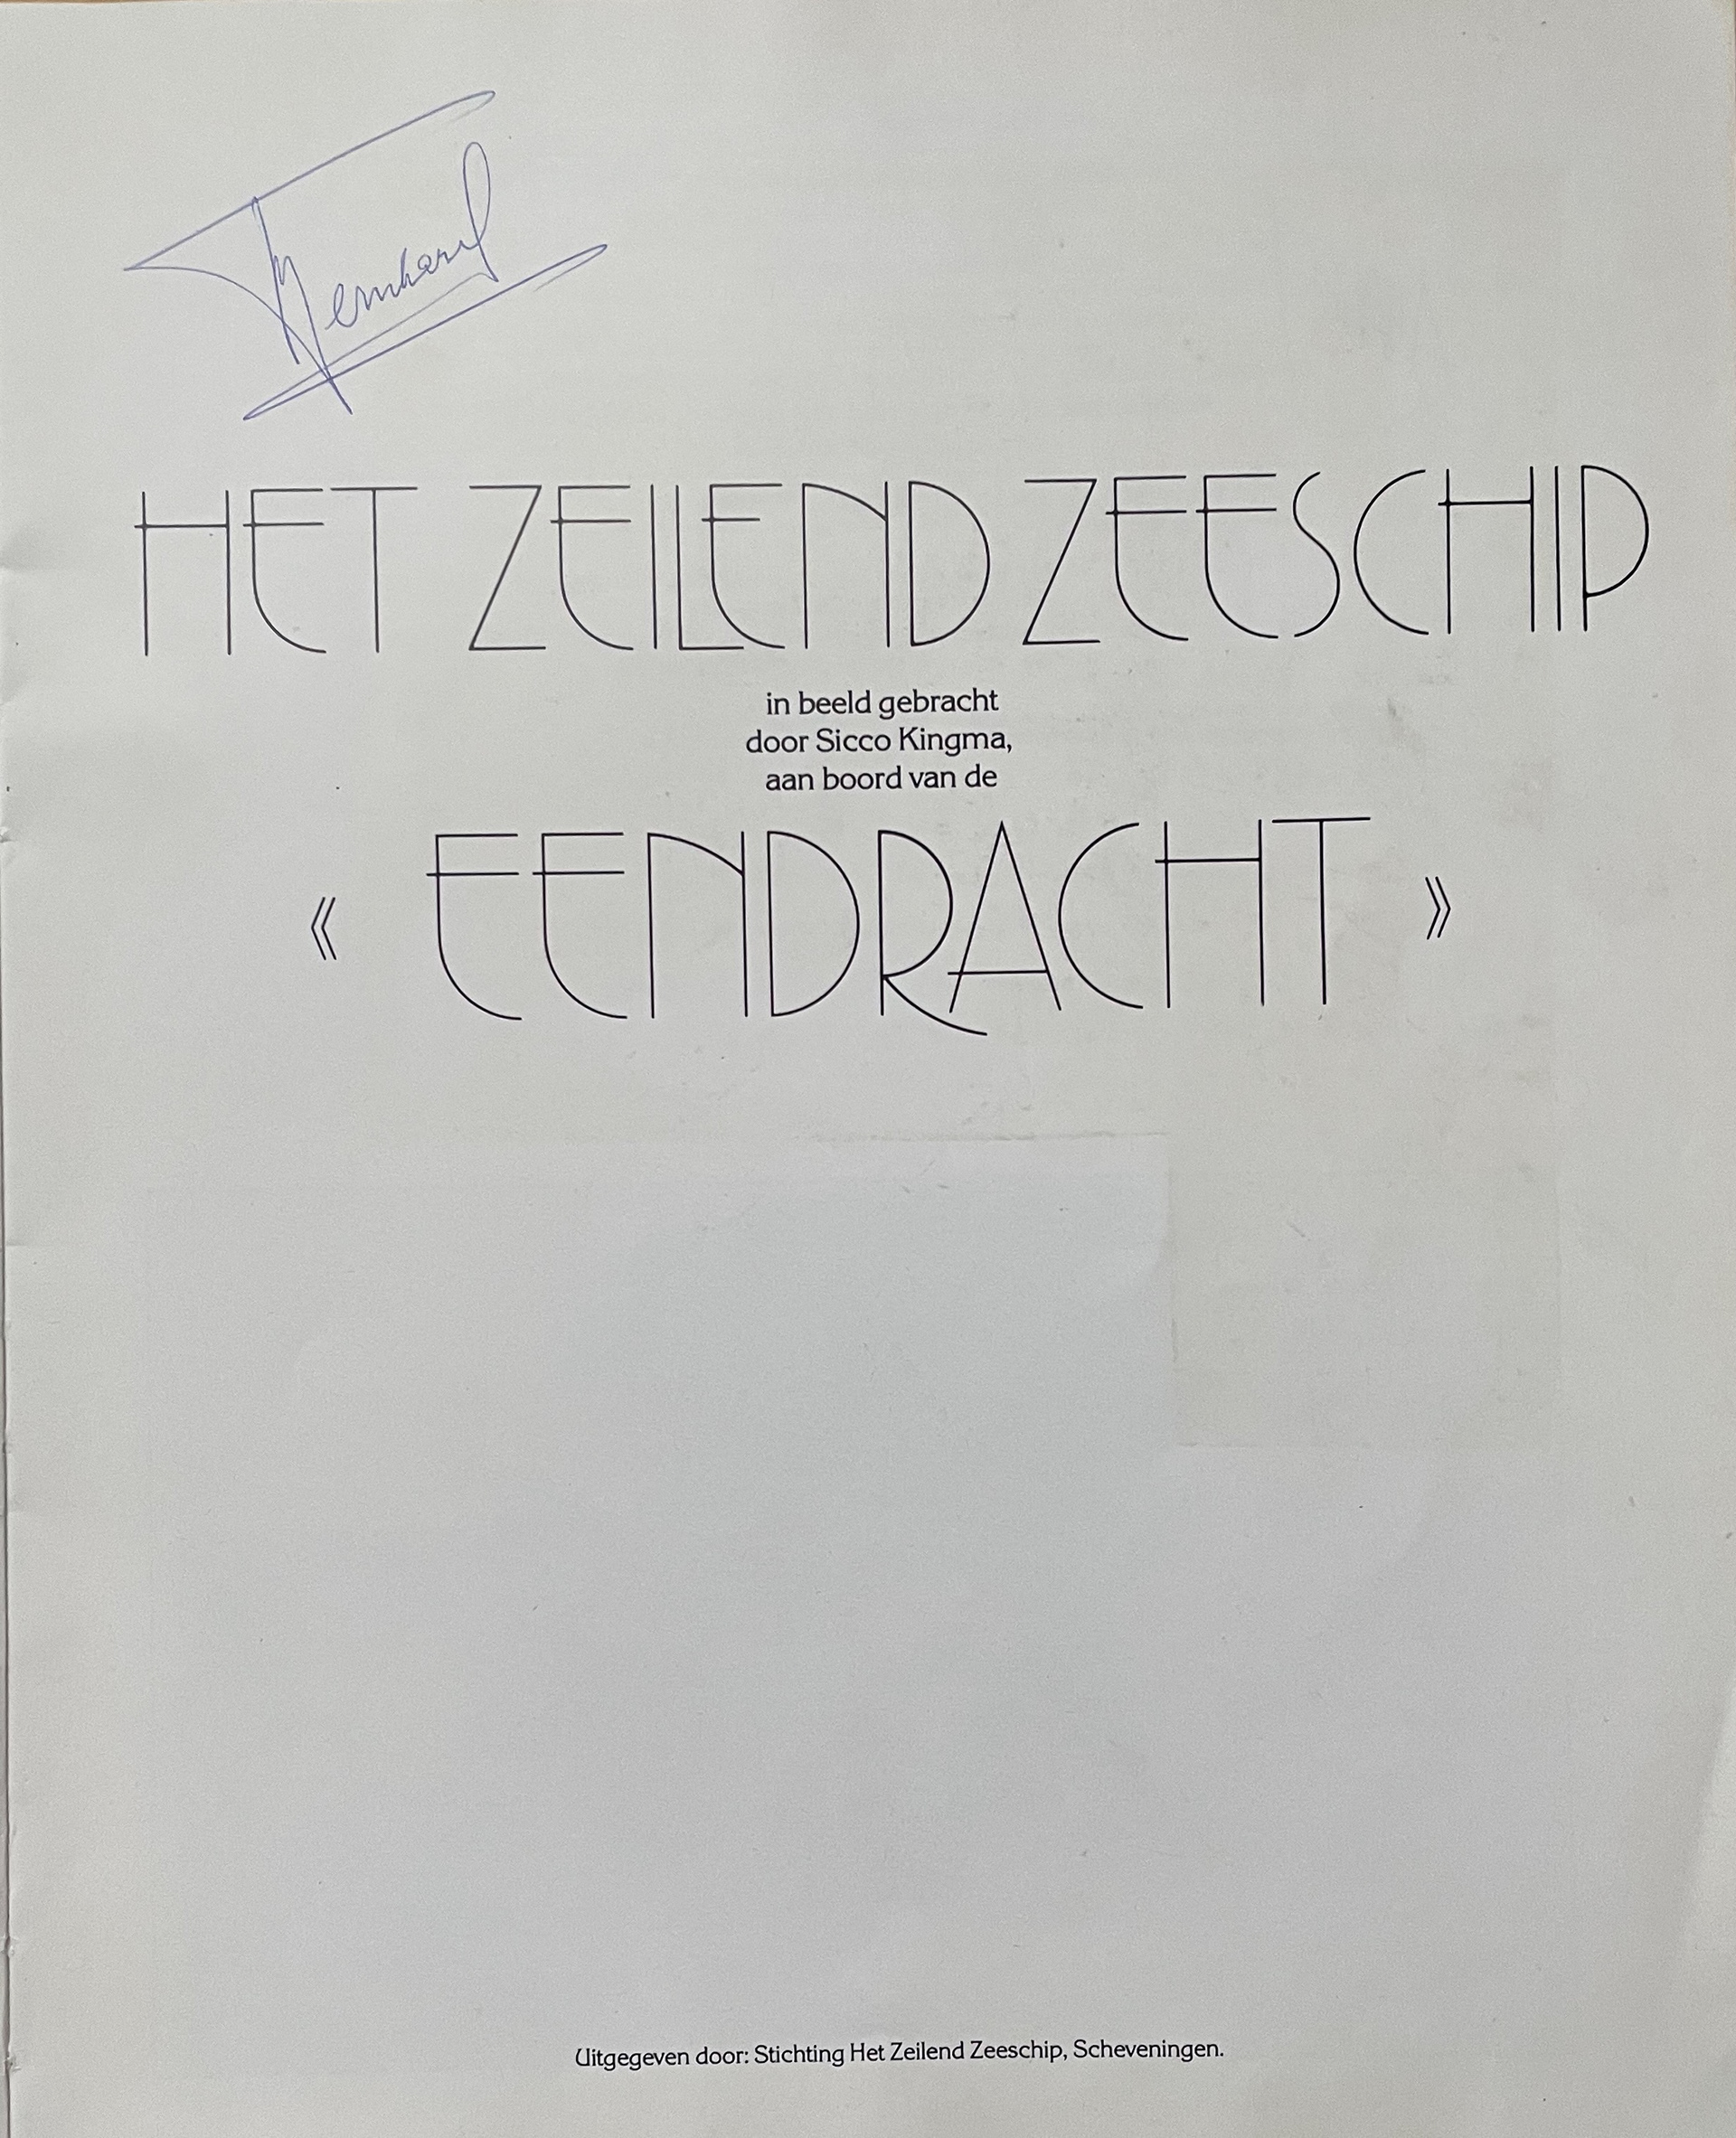 Bernhard
HET ZEILEND ZEESCHIP
in beeld gebracht
door Sicco Kingma,
aan boord van de
« EENDRACHT »
Uitgegeven door: Stichting Het Zeilend Zeeschip, Scheveningen.